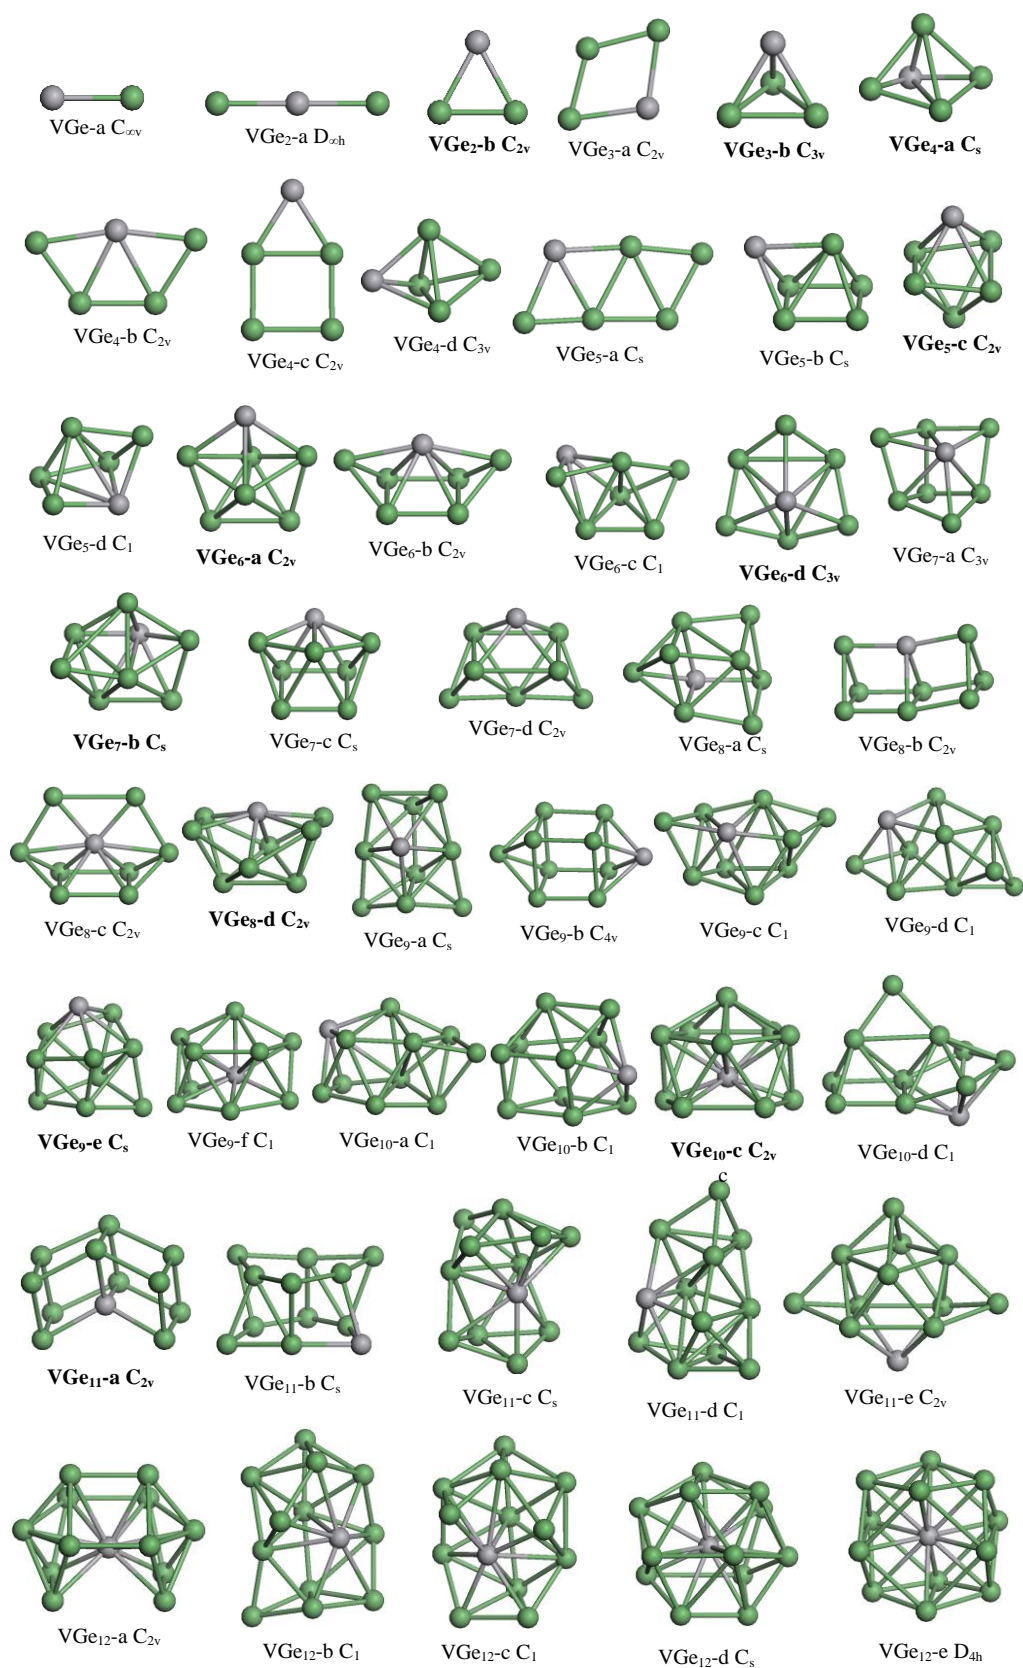 VGe-a C∞v
VGe₂-a D∞h
VGe₂-b C₂ᵥ
VGe₃-a C₂ᵥ
VGe₃-b C₃ᵥ
VGe₄-a Cₛ
VGe₄-b C₂ᵥ
VGe₄-c C₂ᵥ
VGe₄-d C₃ᵥ
VGe₅-a Cₛ
VGe₅-b Cₛ
VGe₅-c C₂ᵥ
VGe₅-d C₁
VGe₆-a C₂ᵥ
VGe₆-b C₂ᵥ
VGe₆-c C₁
VGe₆-d C₃ᵥ
VGe₇-a C₃ᵥ
VGe₇-b Cₛ
VGe₇-c Cₛ
VGe₇-d C₂ᵥ
VGe₈-a Cₛ
VGe₈-b C₂ᵥ
VGe₈-c C₂ᵥ
VGe₈-d C₂ᵥ
VGe₉-a Cₛ
VGe₉-b C₄ᵥ
VGe₉-c C₁
VGe₉-d C₁
VGe₉-e Cₛ
VGe₉-f C₁
VGe₁₀-a C₁
VGe₁₀-b C₁
VGe₁₀-c C₂ᵥ
VGe₁₀-d C₁
c
VGe₁₁-a C₂ᵥ
VGe₁₁-b Cₛ
VGe₁₁-c Cₛ
VGe₁₁-d C₁
VGe₁₁-e C₂ᵥ
VGe₁₂-a C₂ᵥ
VGe₁₂-b C₁
VGe₁₂-c C₁
VGe₁₂-d Cₛ
VGe₁₂-e D₄h